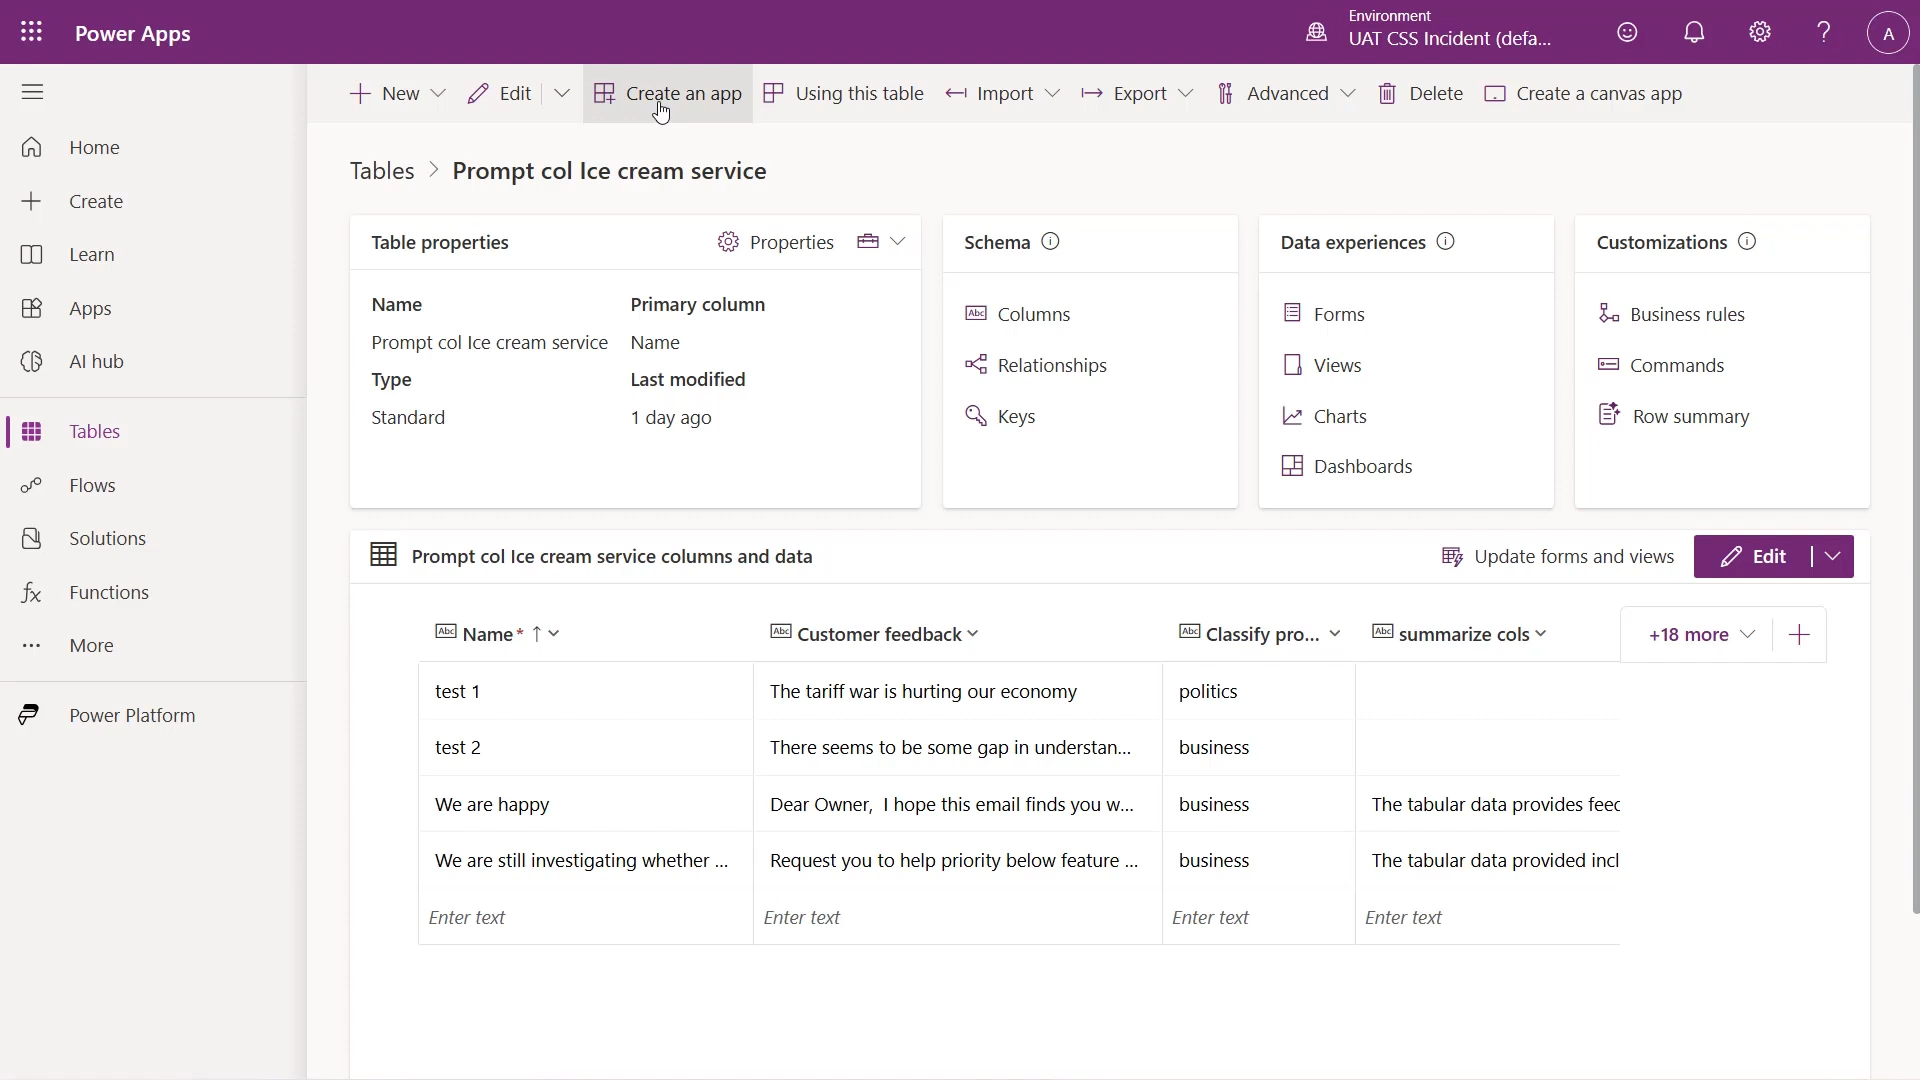 Power Apps
Environment
UAT CSS Incident (defa...
A
New
Edit
Create an app
Using this table
Import
Export
Advanced
Delete
Create a canvas app
Home
Create
Learn
Apps
AI hub
Tables
Flows
Solutions
Functions
More
Power Platform
Tables > Prompt col Ice cream service
Table properties
Properties
Name
Primary column
Prompt col Ice cream service
Name
Type
Last modified
Standard
1 day ago
Schema
Abc Columns
Relationships
Keys
Data experiences
Forms
Views
Charts
Dashboards
Customizations
Business rules
Commands
Row summary
Prompt col Ice cream service columns and data
Update forms and views
Edit
Abc Name* ↑
Abc Customer feedback
Abc Classify pro...
Abc summarize cols
+18 more
test 1
The tariff war is hurting our economy
politics
test 2
There seems to be some gap in understan...
business
We are happy
Dear Owner, I hope this email finds you w...
business
The tabular data provides feec
We are still investigating whether ...
Request you to help priority below feature ...
business
The tabular data provided incl
Enter text
Enter text
Enter text
Enter text